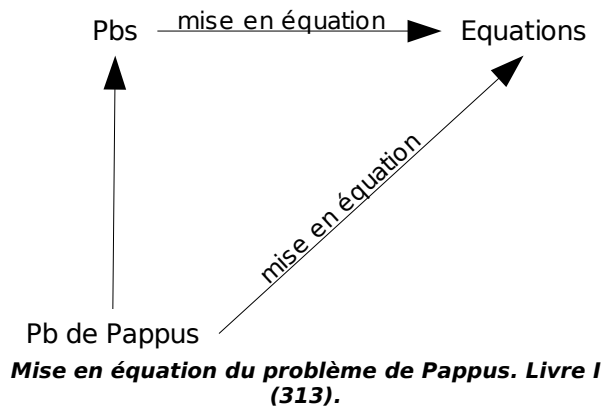 Pbs mise en équation Equations
mise en équation
Pb de Pappus
Mise en équation du problème de Pappus. Livre I
(313).